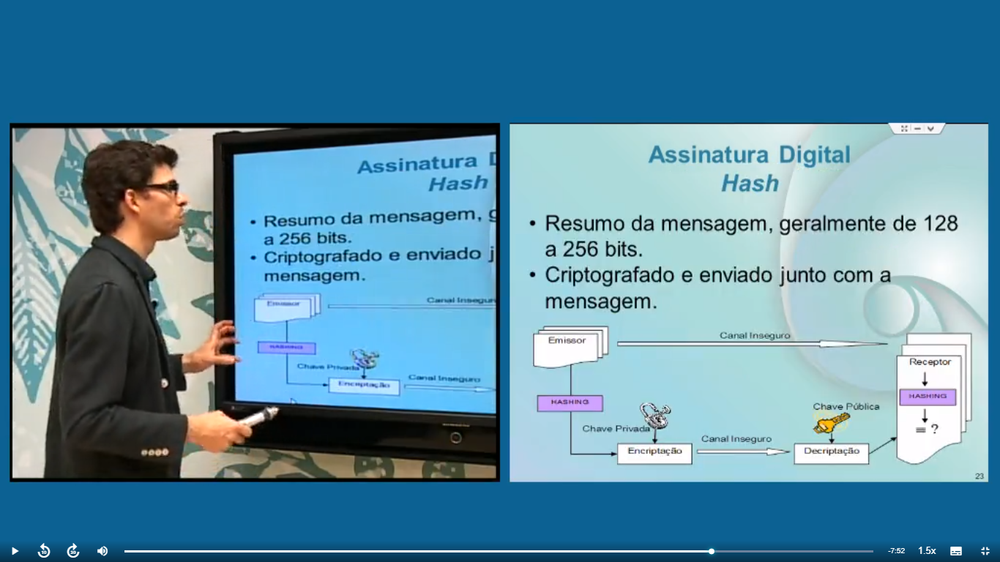 Assinatura D
Hash
• Resumo da mensagem, g
a 256 bits.
• Criptografado e enviado j
mensagem.
Emissor
Canal Inseguro
HASHING
Chave Privada
Encriptação
Canal Inseguro
Assinatura Digital
Hash
• Resumo da mensagem, geralmente de 128
a 256 bits.
• Criptografado e enviado junto com a
mensagem.
Emissor
Canal Inseguro
Receptor
HASHING
HASHING
Chave Pública
Chave Privada
= ?
Canal Inseguro
Encriptação
Decriptação
23
10
30
-7:52
1.5x